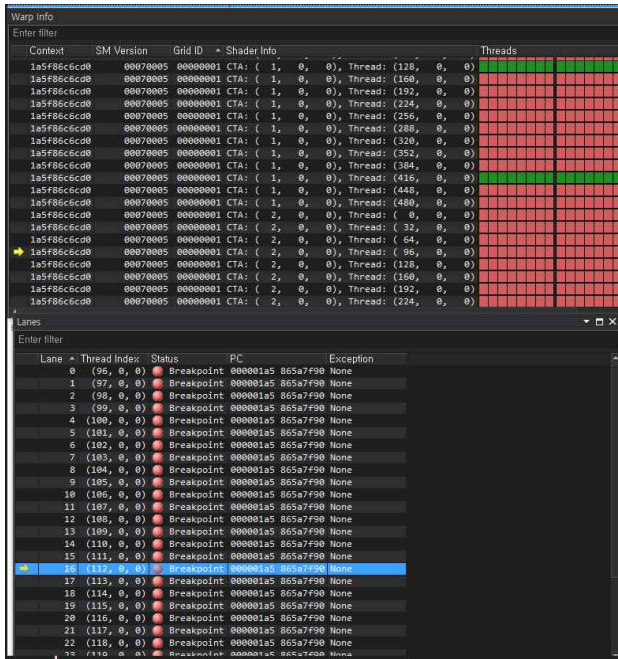 Warp Info
Enter filter
Context SM Version Grid ID Shader Info Threads
1a5f86c6cd0 00070005 00000001 CTA: ( 1, 0, 0), Thread: (128, 0, 0)
1a5f86c6cd0 00070005 00000001 CTA: ( 1, 0, 0), Thread: (160, 0, 0)
1a5f86c6cd0 00070005 00000001 CTA: ( 1, 0, 0), Thread: (192, 0, 0)
1a5f86c6cd0 00070005 00000001 CTA: ( 1, 0, 0), Thread: (224, 0, 0)
1a5f86c6cd0 00070005 00000001 CTA: ( 1, 0, 0), Thread: (256, 0, 0)
1a5f86c6cd0 00070005 00000001 CTA: ( 1, 0, 0), Thread: (288, 0, 0)
1a5f86c6cd0 00070005 00000001 CTA: ( 1, 0, 0), Thread: (320, 0, 0)
1a5f86c6cd0 00070005 00000001 CTA: ( 1, 0, 0), Thread: (352, 0, 0)
1a5f86c6cd0 00070005 00000001 CTA: ( 1, 0, 0), Thread: (384, 0, 0)
1a5f86c6cd0 00070005 00000001 CTA: ( 1, 0, 0), Thread: (416, 0, 0)
1a5f86c6cd0 00070005 00000001 CTA: ( 1, 0, 0), Thread: (448, 0, 0)
1a5f86c6cd0 00070005 00000001 CTA: ( 1, 0, 0), Thread: (480, 0, 0)
1a5f86c6cd0 00070005 00000001 CTA: ( 2, 0, 0), Thread: ( 0, 0, 0)
1a5f86c6cd0 00070005 00000001 CTA: ( 2, 0, 0), Thread: ( 32, 0, 0)
1a5f86c6cd0 00070005 00000001 CTA: ( 2, 0, 0), Thread: ( 64, 0, 0)
1a5f86c6cd0 00070005 00000001 CTA: ( 2, 0, 0), Thread: ( 96, 0, 0)
1a5f86c6cd0 00070005 00000001 CTA: ( 2, 0, 0), Thread: (128, 0, 0)
1a5f86c6cd0 00070005 00000001 CTA: ( 2, 0, 0), Thread: (160, 0, 0)
1a5f86c6cd0 00070005 00000001 CTA: ( 2, 0, 0), Thread: (192, 0, 0)
1a5f86c6cd0 00070005 00000001 CTA: ( 2, 0, 0), Thread: (224, 0, 0)
Lanes
Enter filter
Lane Thread Index Status PC Exception
0 (96, 0, 0) Breakpoint 000001a5 865a7f90 None
1 (97, 0, 0) Breakpoint 000001a5 865a7f90 None
2 (98, 0, 0) Breakpoint 000001a5 865a7f90 None
3 (99, 0, 0) Breakpoint 000001a5 865a7f90 None
4 (100, 0, 0) Breakpoint 000001a5 865a7f90 None
5 (101, 0, 0) Breakpoint 000001a5 865a7f90 None
6 (102, 0, 0) Breakpoint 000001a5 865a7f90 None
7 (103, 0, 0) Breakpoint 000001a5 865a7f90 None
8 (104, 0, 0) Breakpoint 000001a5 865a7f90 None
9 (105, 0, 0) Breakpoint 000001a5 865a7f90 None
10 (106, 0, 0) Breakpoint 000001a5 865a7f90 None
11 (107, 0, 0) Breakpoint 000001a5 865a7f90 None
12 (108, 0, 0) Breakpoint 000001a5 865a7f90 None
13 (109, 0, 0) Breakpoint 000001a5 865a7f90 None
14 (110, 0, 0) Breakpoint 000001a5 865a7f90 None
15 (111, 0, 0) Breakpoint 000001a5 865a7f90 None
16 (112, 0, 0) Breakpoint 000001a5 865a7f90 None
17 (113, 0, 0) Breakpoint 000001a5 865a7f90 None
18 (114, 0, 0) Breakpoint 000001a5 865a7f90 None
19 (115, 0, 0) Breakpoint 000001a5 865a7f90 None
20 (116, 0, 0) Breakpoint 000001a5 865a7f90 None
21 (117, 0, 0) Breakpoint 000001a5 865a7f90 None
22 (118, 0, 0) Breakpoint 000001a5 865a7f90 None
23 (119, 0, 0) Breakpoint 000001a5 865a7f90 None